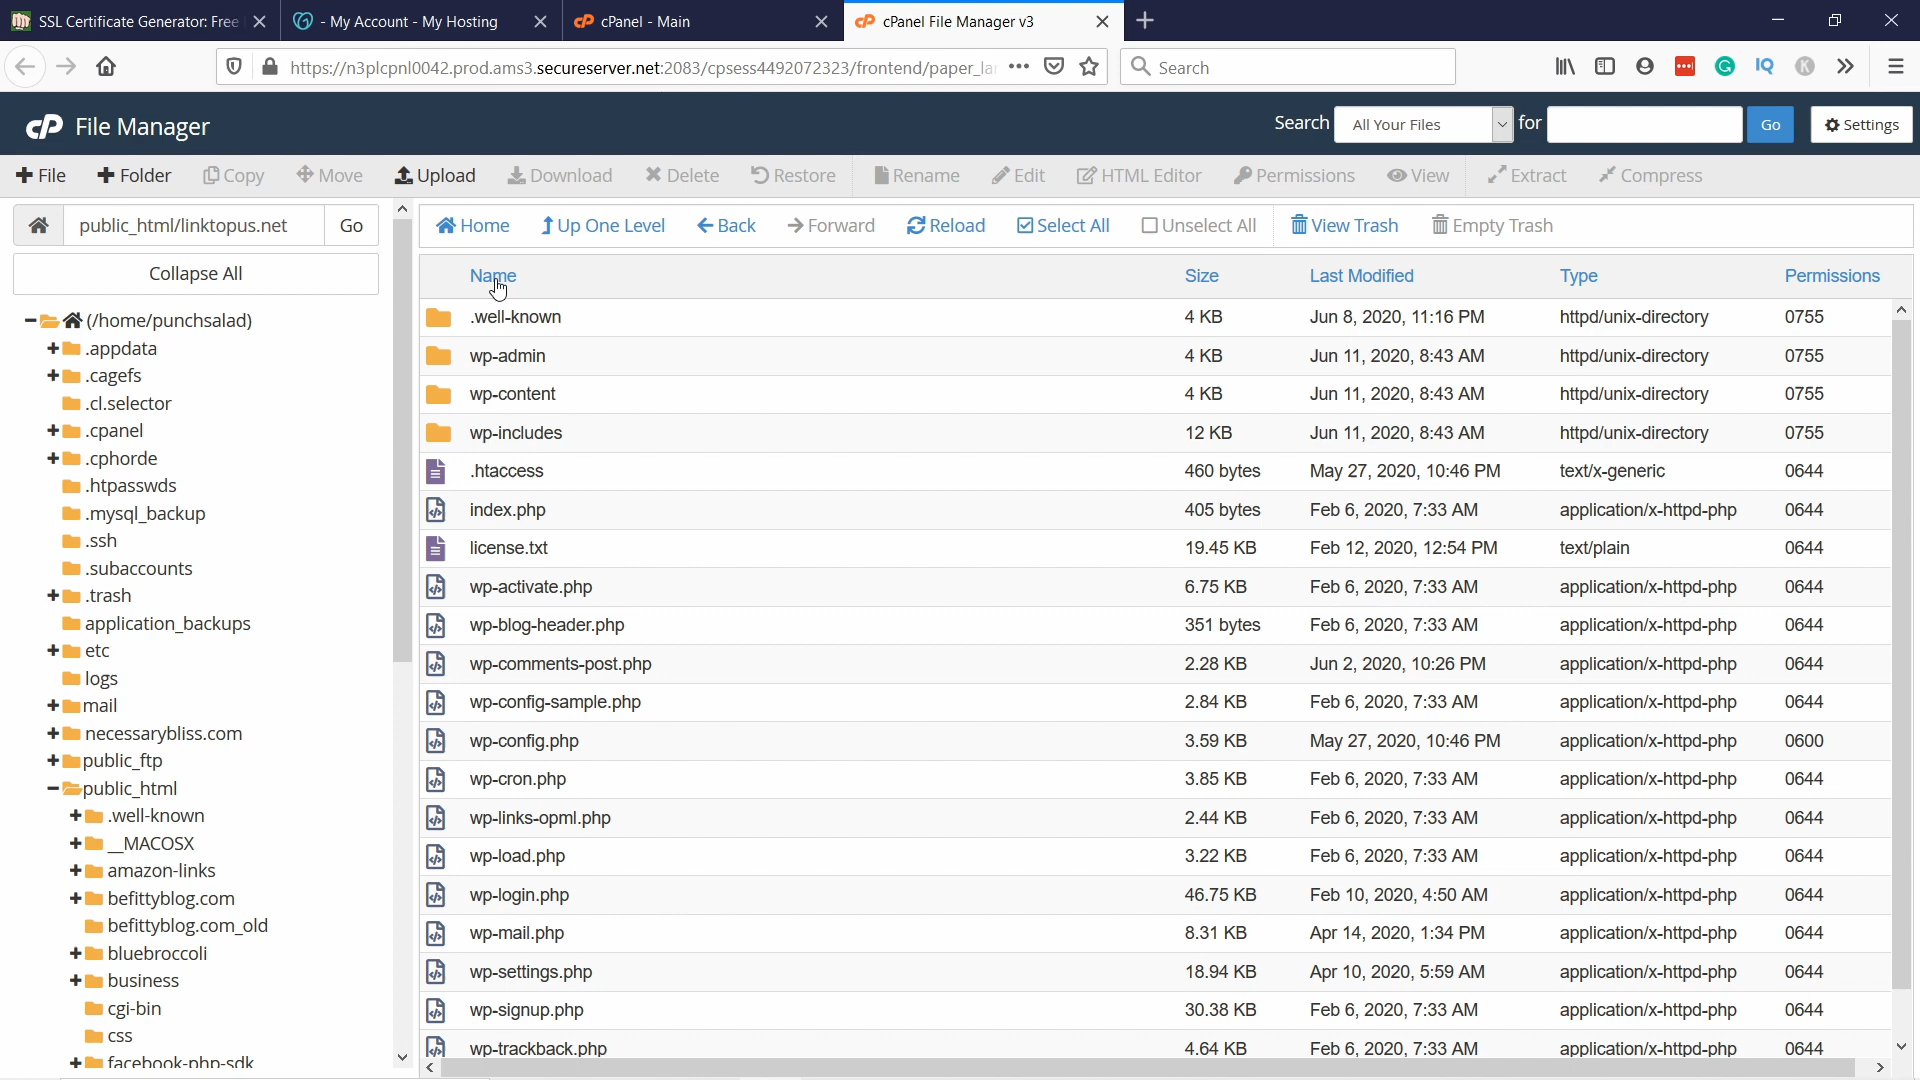 SSL Certificate Generator: Free
- My Account - My Hosting
cPanel - Main
cPanel File Manager v3
https://n3plcpnl0042.prod.ams3.secureserver.net:2083/cpsess4492072323/frontend/paper_la
Search
File Manager
Search All Your Files for Go Settings
File Folder Copy Move Upload Download Delete Restore Rename Edit HTML Editor Permissions View Extract Compress
public_html/linktopus.net Go
Home Up One Level Back Forward Reload Select All Unselect All View Trash Empty Trash
Collapse All
(/home/punchsalad)
.appdata
.cagefs
.cl.selector
.cpanel
.cphorde
.htpasswds
.mysql_backup
.ssh
.subaccounts
.trash
application_backups
etc
logs
mail
necessarybliss.com
public_ftp
public_html
.well-known
__MACOSX
amazon-links
befittyblog.com
befittyblog.com_old
bluebroccoli
business
cgi-bin
css
facebook-php-sdk
Name Size Last Modified Type Permissions
.well-known 4 KB Jun 8, 2020, 11:16 PM httpd/unix-directory 0755
wp-admin 4 KB Jun 11, 2020, 8:43 AM httpd/unix-directory 0755
wp-content 4 KB Jun 11, 2020, 8:43 AM httpd/unix-directory 0755
wp-includes 12 KB Jun 11, 2020, 8:43 AM httpd/unix-directory 0755
.htaccess 460 bytes May 27, 2020, 10:46 PM text/x-generic 0644
index.php 405 bytes Feb 6, 2020, 7:33 AM application/x-httpd-php 0644
license.txt 19.45 KB Feb 12, 2020, 12:54 PM text/plain 0644
wp-activate.php 6.75 KB Feb 6, 2020, 7:33 AM application/x-httpd-php 0644
wp-blog-header.php 351 bytes Feb 6, 2020, 7:33 AM application/x-httpd-php 0644
wp-comments-post.php 2.28 KB Jun 2, 2020, 10:26 PM application/x-httpd-php 0644
wp-config-sample.php 2.84 KB Feb 6, 2020, 7:33 AM application/x-httpd-php 0644
wp-config.php 3.59 KB May 27, 2020, 10:46 PM application/x-httpd-php 0600
wp-cron.php 3.85 KB Feb 6, 2020, 7:33 AM application/x-httpd-php 0644
wp-links-opml.php 2.44 KB Feb 6, 2020, 7:33 AM application/x-httpd-php 0644
wp-load.php 3.22 KB Feb 6, 2020, 7:33 AM application/x-httpd-php 0644
wp-login.php 46.75 KB Feb 10, 2020, 4:50 AM application/x-httpd-php 0644
wp-mail.php 8.31 KB Apr 14, 2020, 1:34 PM application/x-httpd-php 0644
wp-settings.php 18.94 KB Apr 10, 2020, 5:59 AM application/x-httpd-php 0644
wp-signup.php 30.38 KB Feb 6, 2020, 7:33 AM application/x-httpd-php 0644
wp-trackback.php 4.64 KB Feb 6, 2020, 7:33 AM application/x-httpd-php 0644